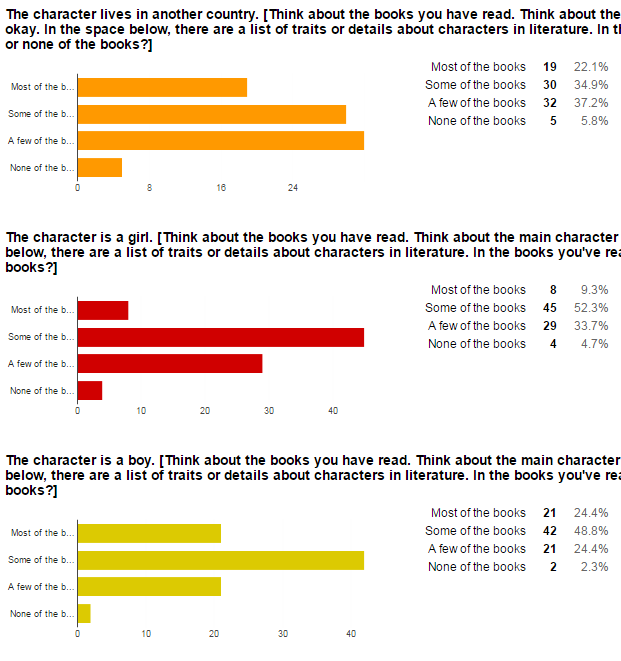 The character lives in another country. [Think about the books you have read. Think about the
okay. In the space below, there are a list of traits or details about characters in literature. In
or none of the books?]
Most of the books 19 22.1%
Some of the books 30 34.9%
A few of the books 32 37.2%
None of the books 5 5.8%
Most of the b...
Some of the b...
A few of the b...
None of the b...
0 8 16 24
The character is a girl. [Think about the books you have read. Think about the main character
below, there are a list of traits or details about characters in literature. In the books you've
books?]
Most of the books 8 9.3%
Some of the books 45 52.3%
A few of the books 29 33.7%
None of the books 4 4.7%
Most of the b...
Some of the b...
A few of the b...
None of the b...
0 10 20 30 40
The character is a boy. [Think about the books you have read. Think about the main character
below, there are a list of traits or details about characters in literature. In the books you've
books?]
Most of the books 21 24.4%
Some of the books 42 48.8%
A few of the books 21 24.4%
None of the books 2 2.3%
Most of the b...
Some of the b...
A few of the b...
None of the b...
0 10 20 30 40